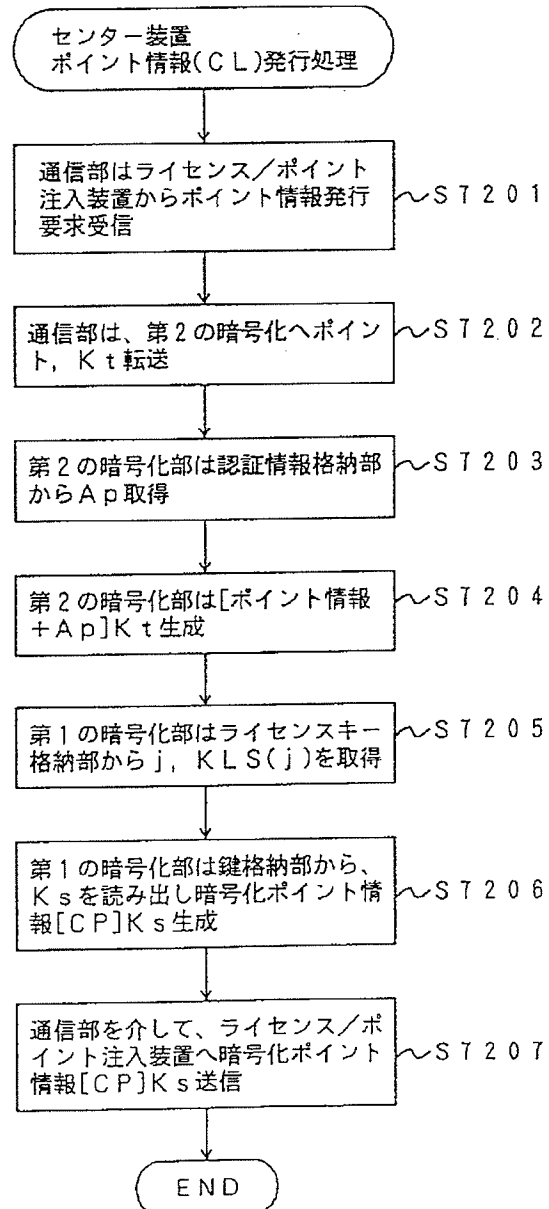 センター装置
ポイント情報(CL)発行処理
通信部はライセンス/ポイント
注入装置からポイント情報発行
要求受信
S7201
通信部は、第2の暗号化へポイン
ト,Kt転送
S7202
第2の暗号化部は認証情報格納部
からAp取得
S7203
第2の暗号化部は[ポイント情報
+Ap]Kt生成
S7204
第1の暗号化部はライセンスキー
格納部からj,KLS(j)を取得
S7205
第1の暗号化部は鍵格納部から、
Ksを読み出し暗号化ポイント情
報[CP]Ks生成
S7206
通信部を介して、ライセンス/ポ
イント注入装置へ暗号化ポイント
情報[CP]Ks送信
S7207
END